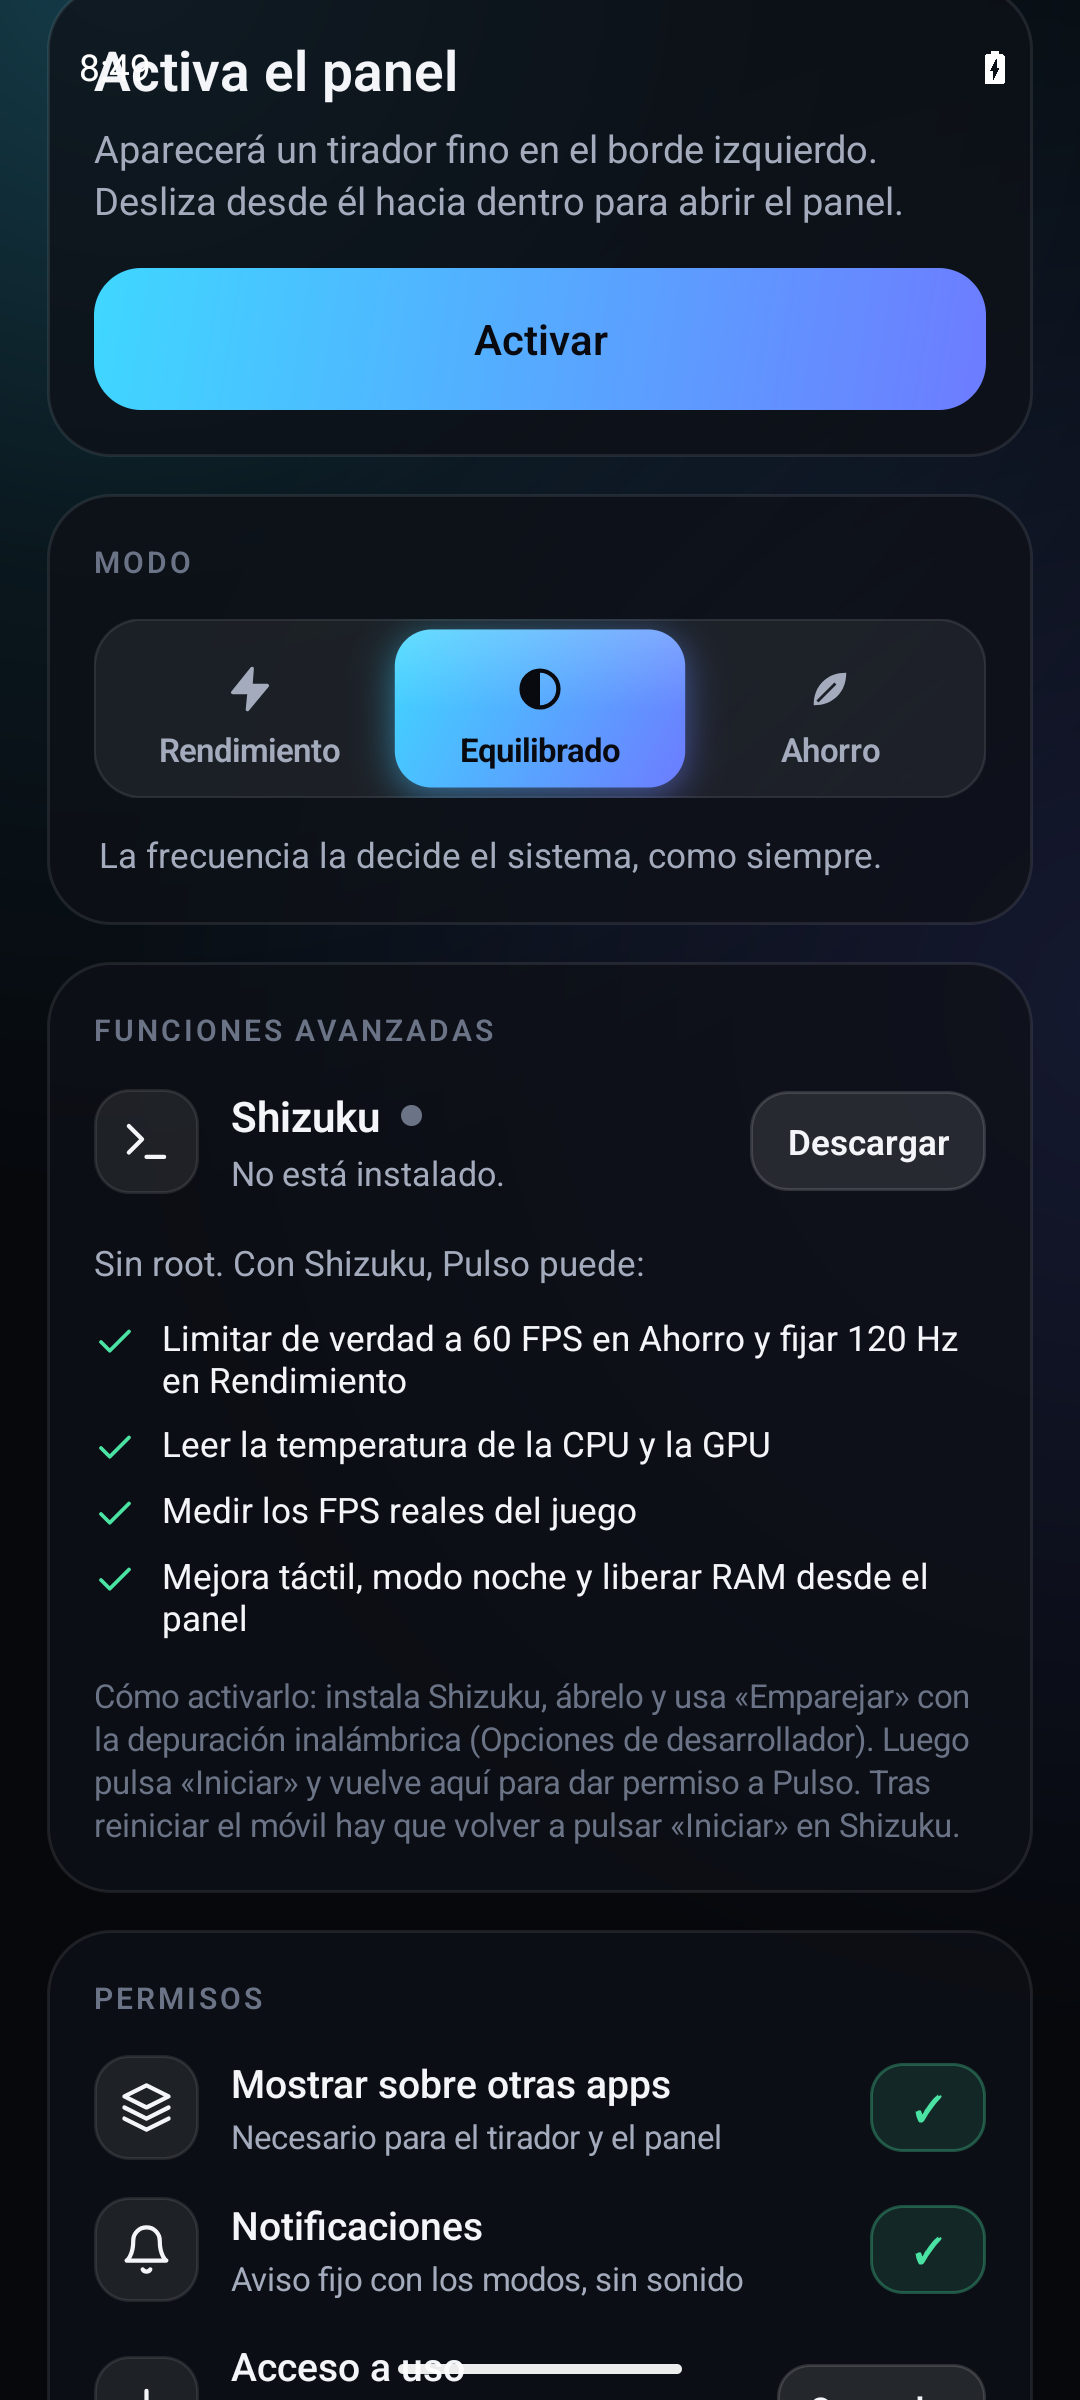 8:49
Activa el panel
Aparecerá un tirador fino en el borde izquierdo.
Desliza desde él hacia dentro para abrir el panel.
Activar
MODO
Rendimiento
Equilibrado
Ahorro
La frecuencia la decide el sistema, como siempre.
FUNCIONES AVANZADAS
Shizuku
No está instalado.
Descargar
Sin root. Con Shizuku, Pulso puede:
Limitar de verdad a 60 FPS en Ahorro y fijar 120 Hz
en Rendimiento
Leer la temperatura de la CPU y la GPU
Medir los FPS reales del juego
Mejora táctil, modo noche y liberar RAM desde el
panel
Cómo activarlo: instala Shizuku, ábrelo y usa «Emparejar» con
la depuración inalámbrica (Opciones de desarrollador). Luego
pulsa «Iniciar» y vuelve aquí para dar permiso a Pulso. Tras
reiniciar el móvil hay que volver a pulsar «Iniciar» en Shizuku.
PERMISOS
Mostrar sobre otras apps
Necesario para el tirador y el panel
Notificaciones
Aviso fijo con los modos, sin sonido
Acceso a uso